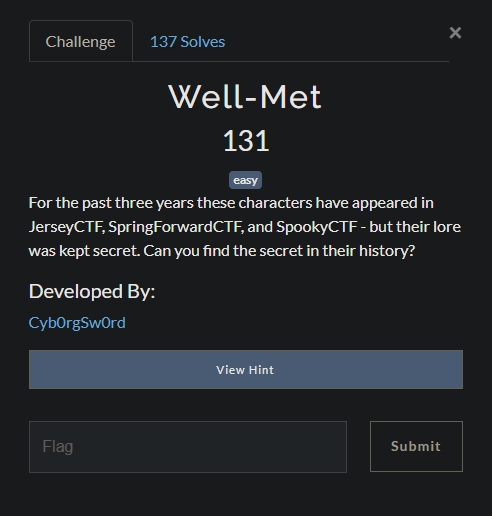 Challenge
137 Solves
×
Well-Met
131
easy
For the past three years these characters have appeared in
JerseyCTF, SpringForwardCTF, and SpookyCTF - but their lore
was kept secret. Can you find the secret in their history?
Developed By:
Cyb0rgSw0rd
View Hint
Flag
Submit